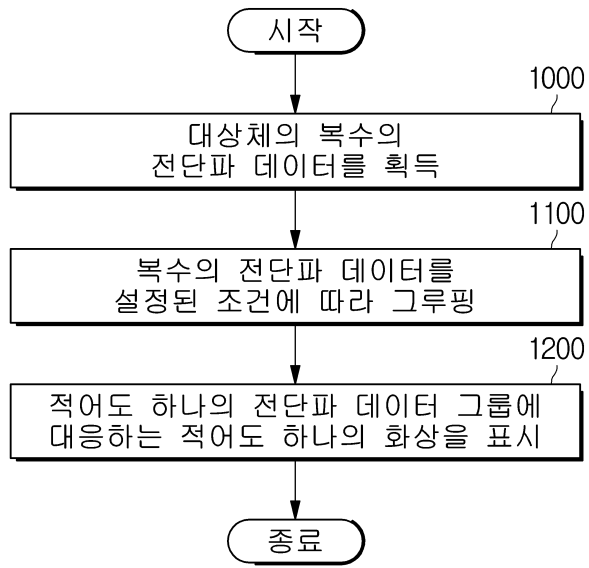 시작
1000
대상체의 복수의
전단파 데이터를 획득
1100
복수의 전단파 데이터를
설정된 조건에 따라 그루핑
1200
적어도 하나의 전단파 데이터 그룹에
대응하는 적어도 하나의 화상을 표시
종료